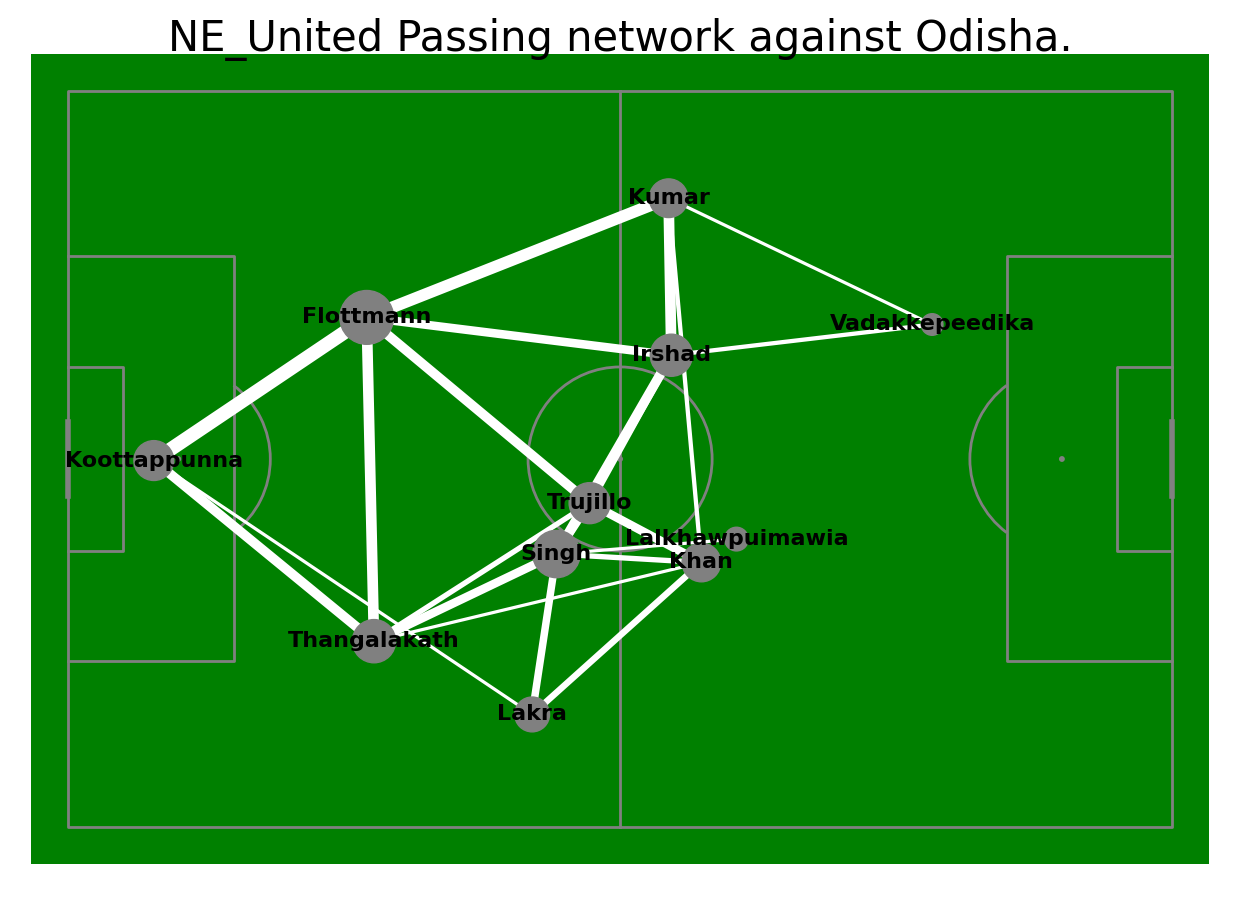 NE_United Passing network against Odisha.
Kumar
Flottmann
Vadakkepeedika
Irshad
Koottappunna
Trujillo
Lalkhawpuimawia
Singh
Khan
Thangalakath
Lakra